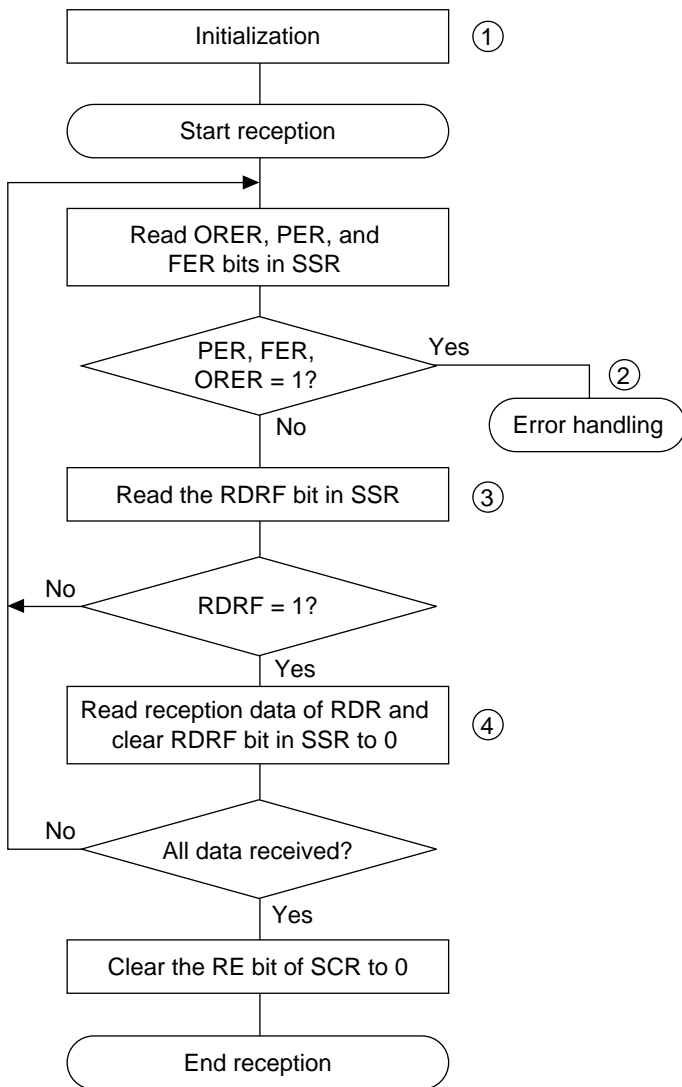 Initialization
①
Start reception
Read ORER, PER, and
FER bits in SSR
PER, FER,
ORER = 1?
Yes
②
Error handling
No
Read the RDRF bit in SSR
③
No
RDRF = 1?
Yes
Read reception data of RDR and
clear RDRF bit in SSR to 0
④
No
All data received?
Yes
Clear the RE bit of SCR to 0
End reception